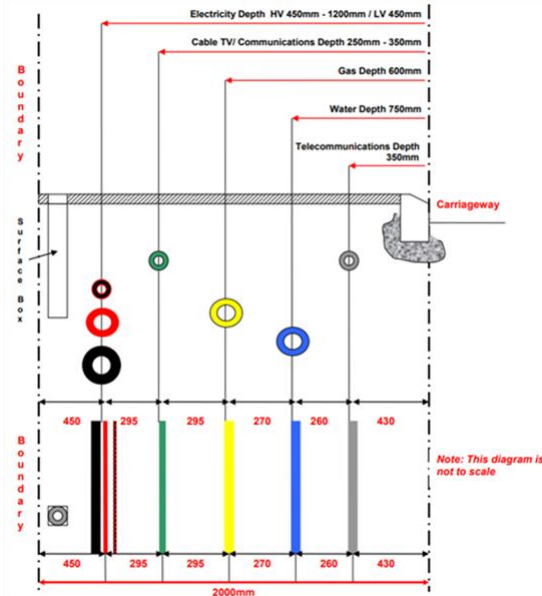 Electricity Depth HV 450mm - 1200mm / LV 450mm
Cable TV/ Communications Depth 250mm - 350mm
Gas Depth 600mm
Water Depth 750mm
Telecommunications Depth
350mm
Boundary
Carriageway
Surface Box
450 295 295 270 260 430
Boundary
Note: This diagram is
not to scale
450 295 295 270 260 430
2000mm